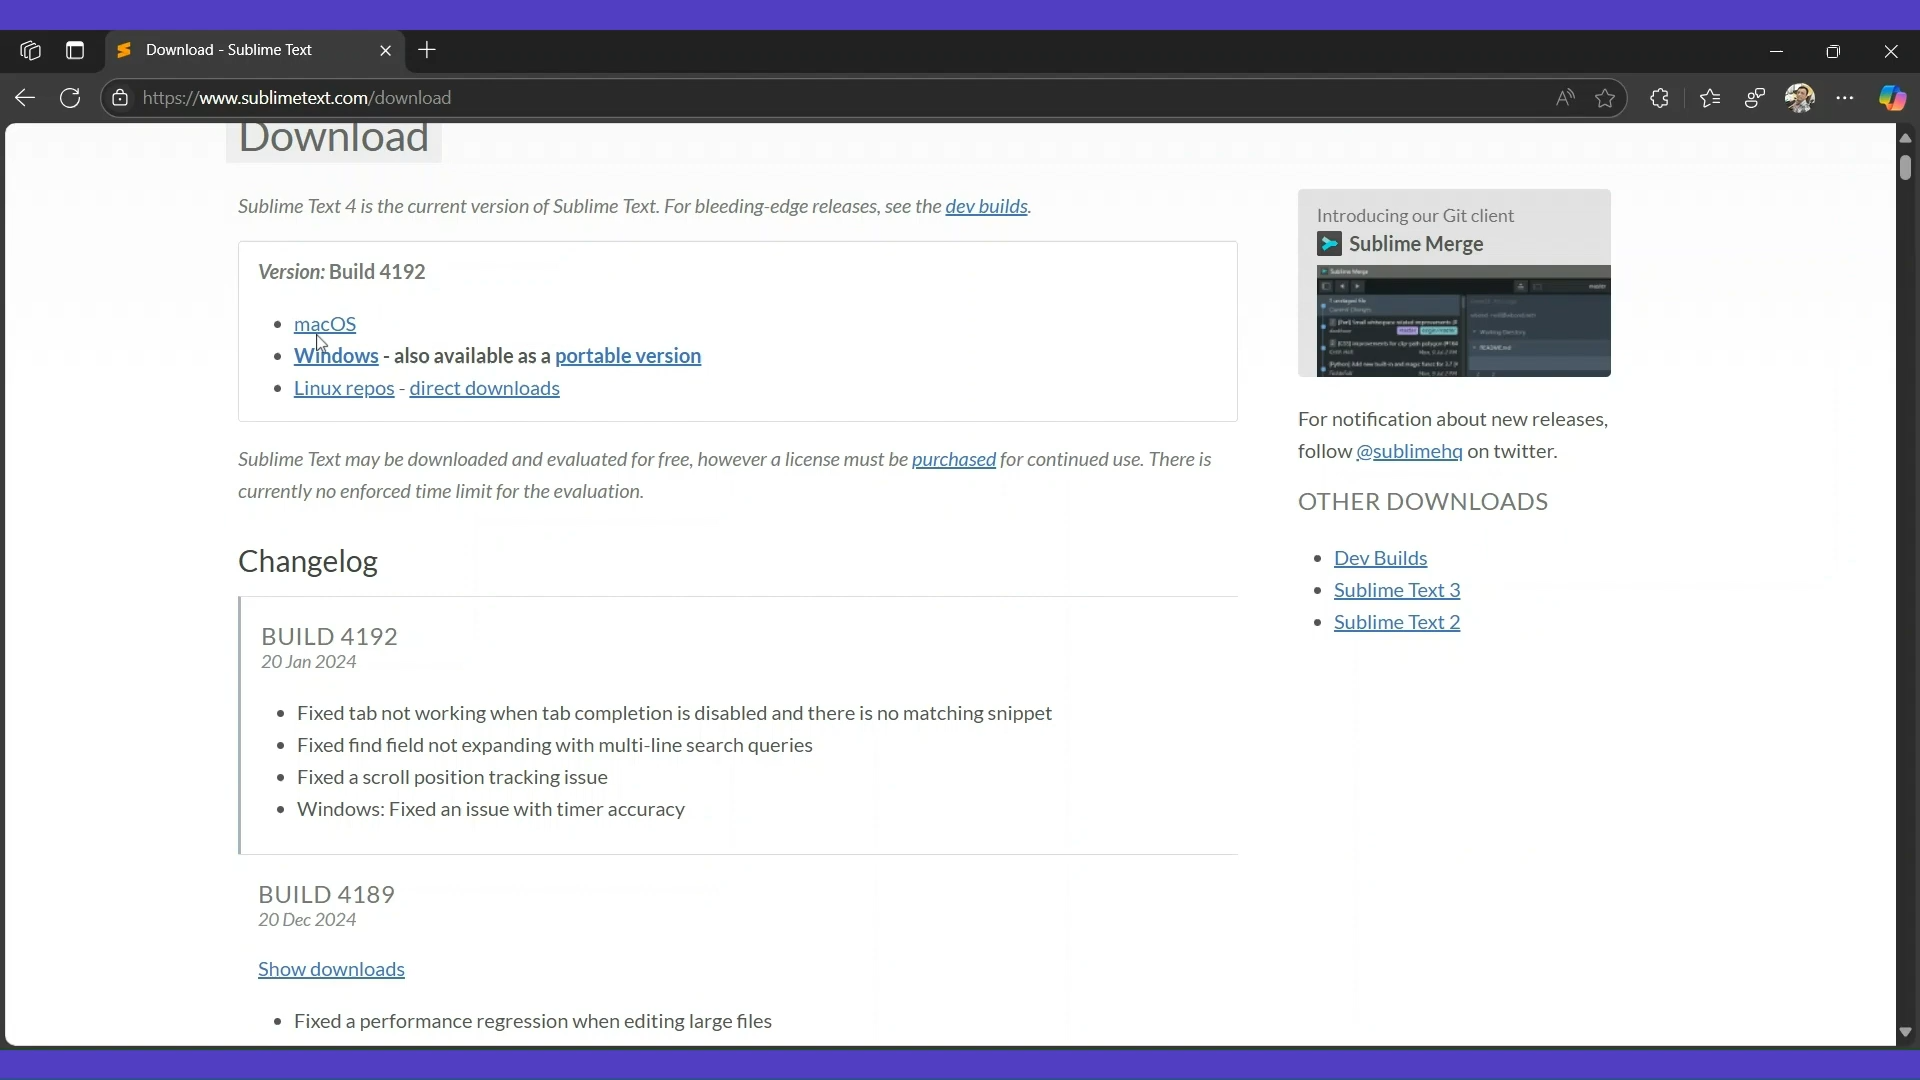 Download - Sublime Text
https://www.sublimetext.com/download
Download
Sublime Text 4 is the current version of Sublime Text. For bleeding-edge releases, see the dev builds.
Version: Build 4192
macOS
Windows - also available as a portable version
Linux repos - direct downloads
Sublime Text may be downloaded and evaluated for free, however a license must be purchased for continued use. There is
currently no enforced time limit for the evaluation.
Changelog
BUILD 4192
20 Jan 2024
Fixed tab not working when tab completion is disabled and there is no matching snippet
Fixed find field not expanding with multi-line search queries
Fixed a scroll position tracking issue
Windows: Fixed an issue with timer accuracy
BUILD 4189
20 Dec 2024
Show downloads
Fixed a performance regression when editing large files
Introducing our Git client
Sublime Merge
Sublime Merge
master
For notification about new releases,
follow @sublimehq on twitter.
OTHER DOWNLOADS
Dev Builds
Sublime Text 3
Sublime Text 2